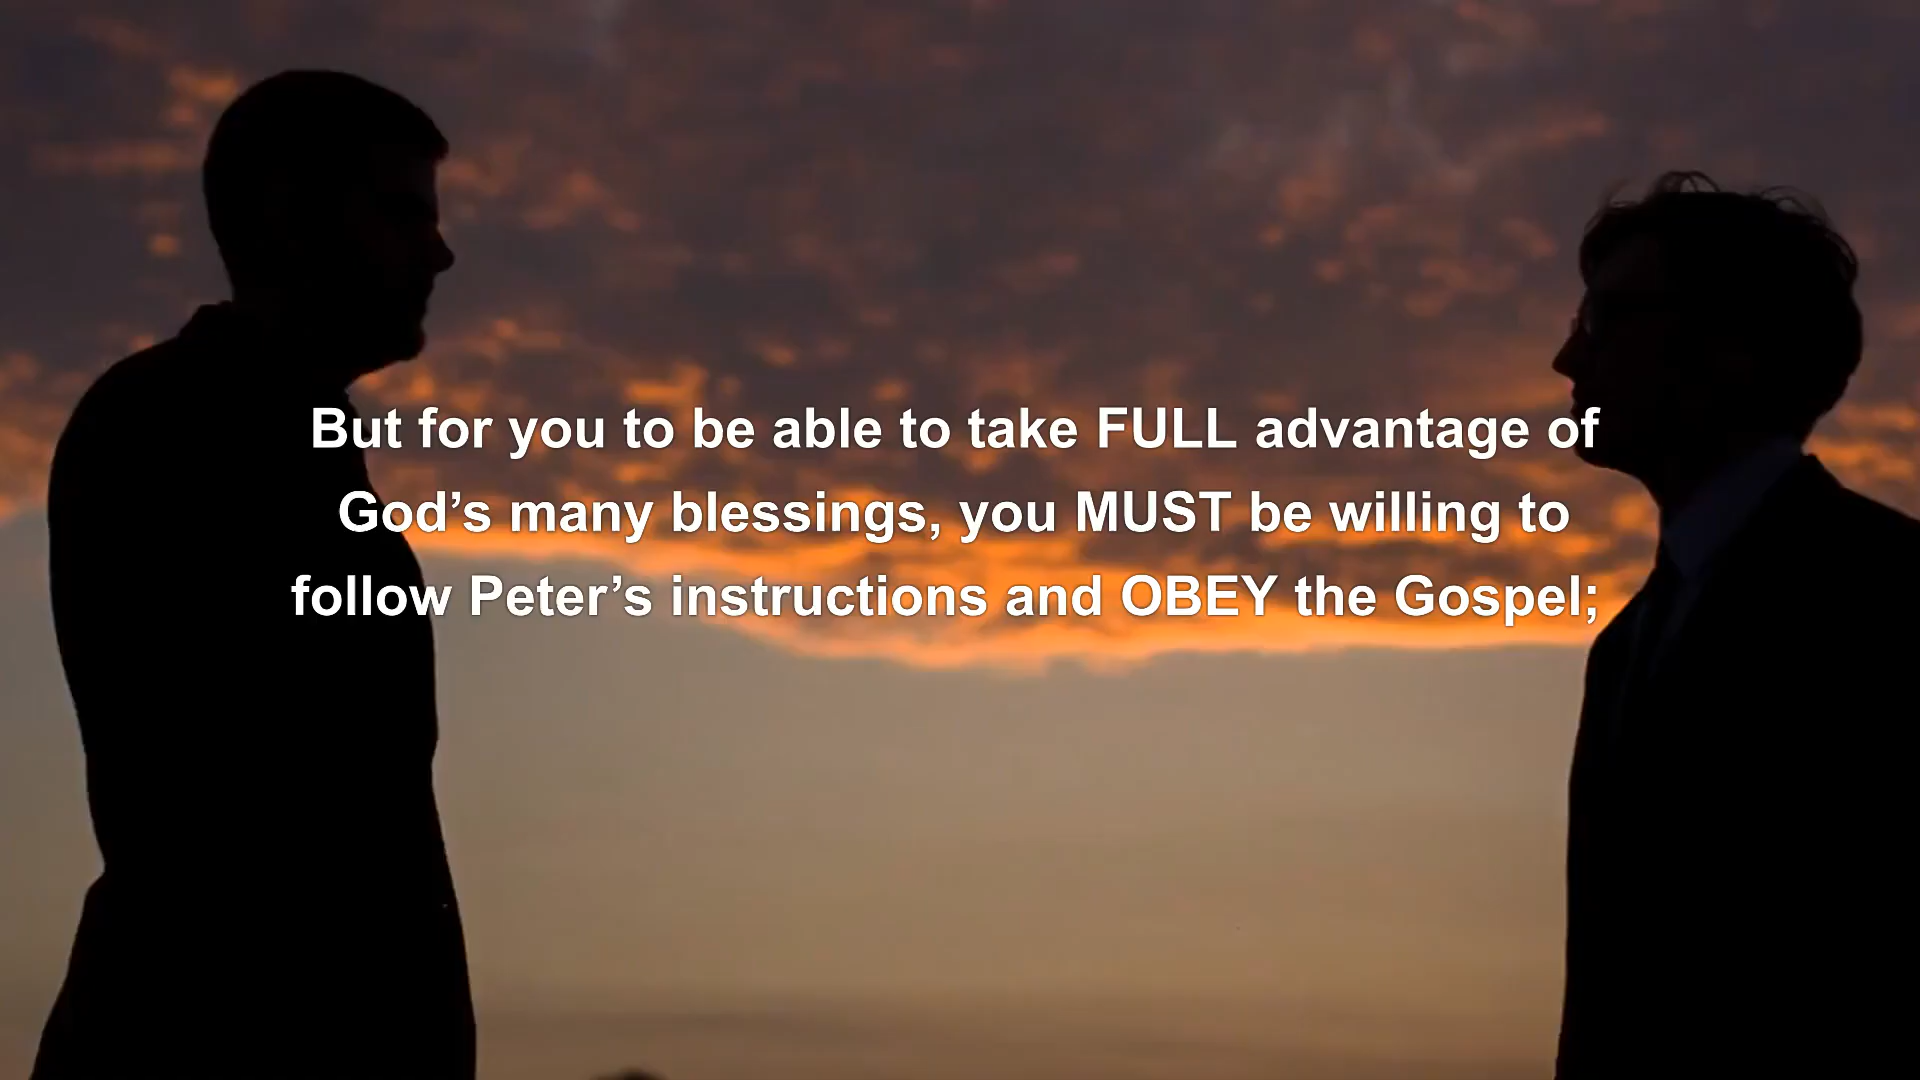 But for you to be able to take FULL advantage of
God’s many blessings, you MUST be willing to
follow Peter’s instructions and OBEY the Gospel;